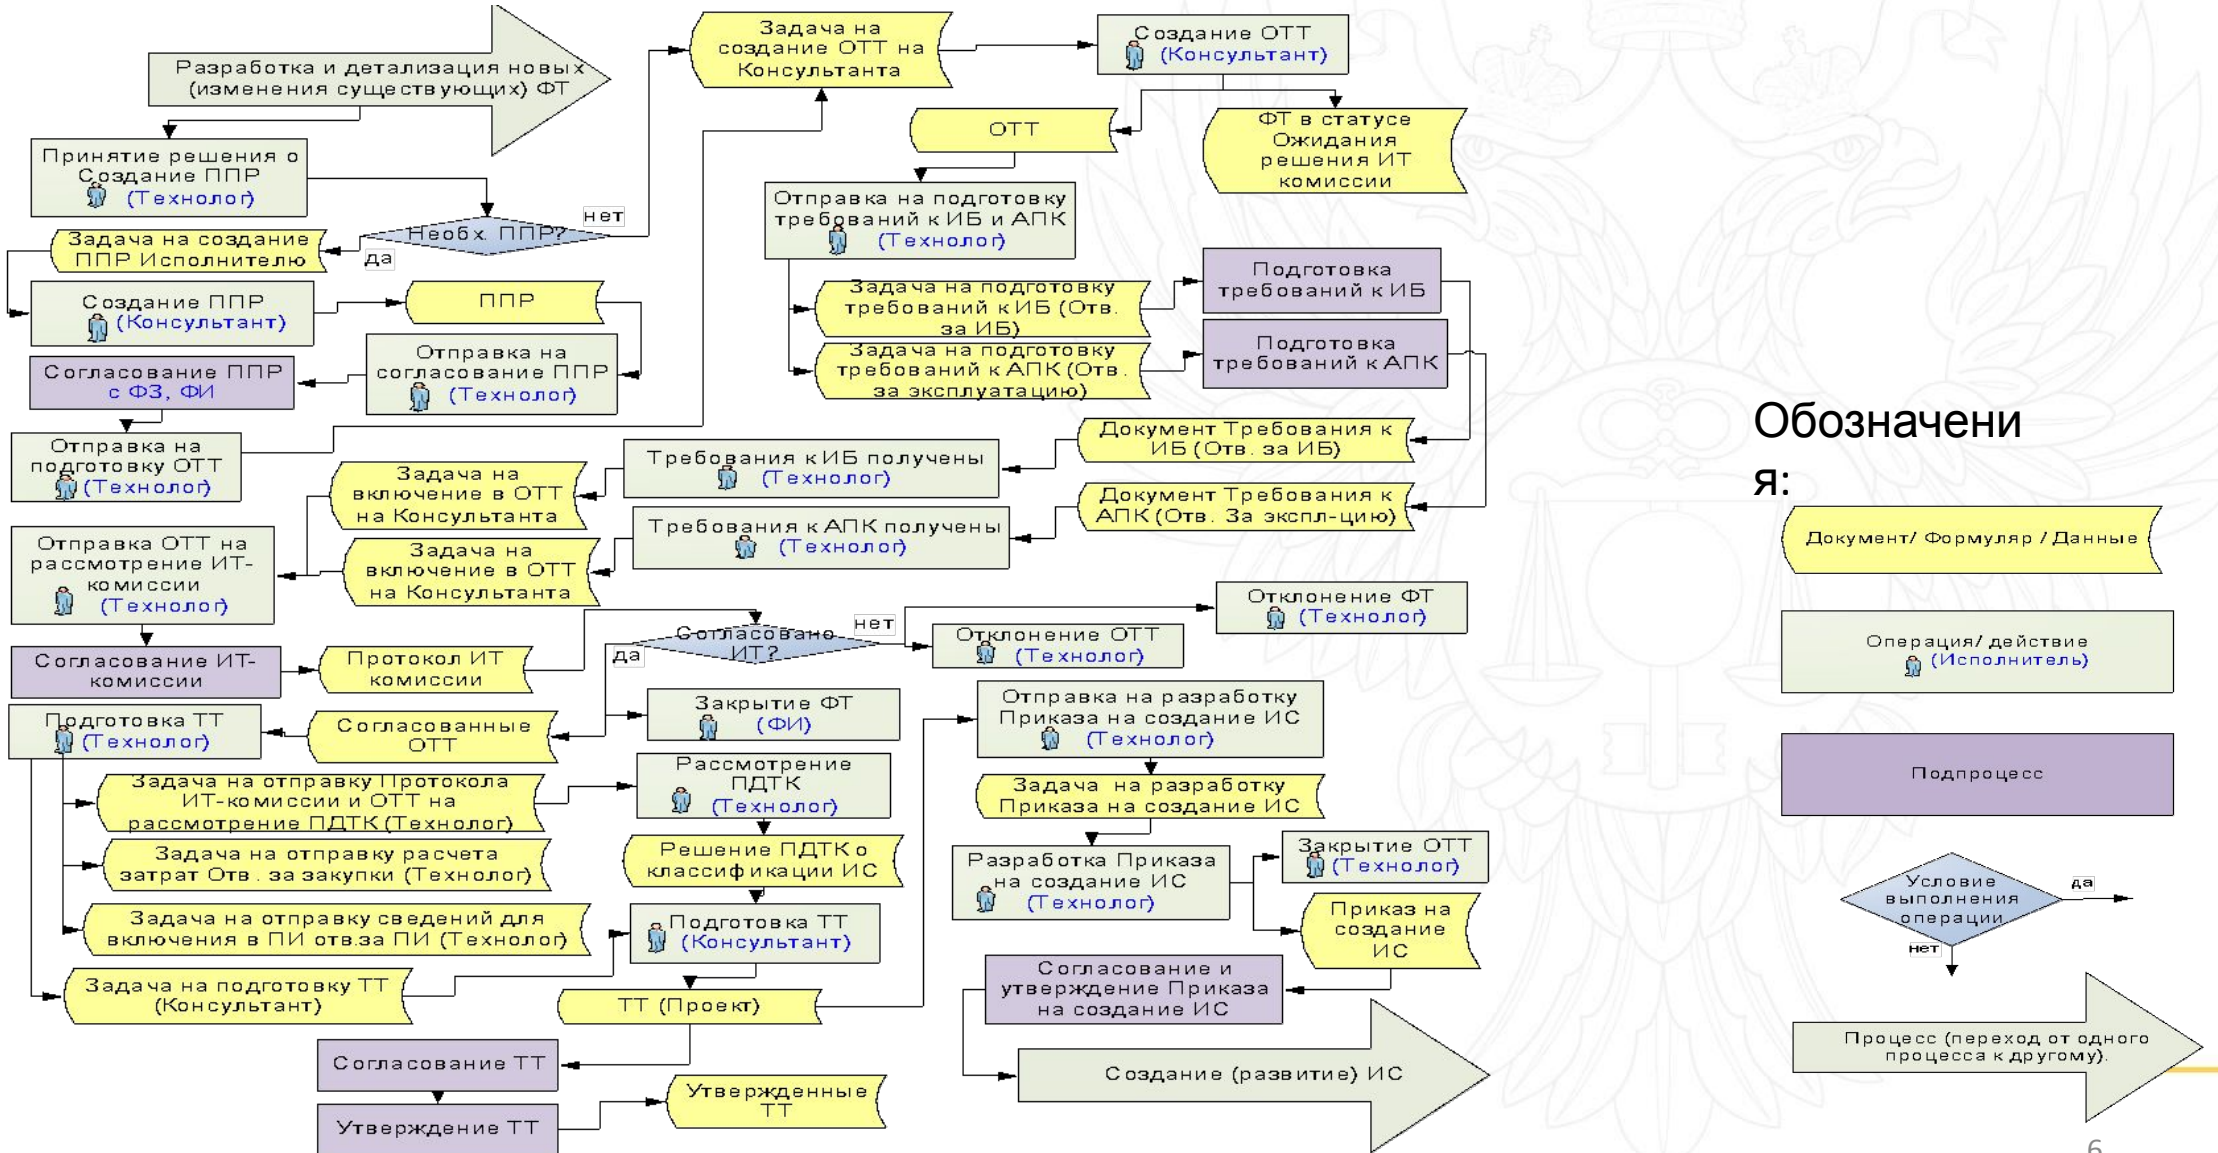 Разработка и детализация новых
(изменения существующих) ФТ
Принятие решения о
Создание ППР
(Технолог)
Необх. ППР?
нет
да
Задача на создание
ППР Исполнителю
Создание ППР
(Консультант)
ППР
Отправка на
согласование ППР
(Технолог)
Согласование ППР
с ФЗ, ФИ
Отправка на
подготовку ОТТ
(Технолог)
Задача на
создание ОТТ на
Консультанта
Создание ОТТ
(Консультант)
ОТТ
ФТ в статусе
Ожидания
решения ИТ
комиссии
Отправка на подготовку
требований к ИБ и АПК
(Технолог)
Задача на подготовку
требований к ИБ (Отв.
за ИБ)
Подготовка
требований к ИБ
Задача на подготовку
требований к АПК (Отв.
за эксплуатацию)
Подготовка
требований к АПК
Документ Требования к
ИБ (Отв. за ИБ)
Требования к ИБ получены
(Технолог)
Задача на
включение в ОТТ
на Консультанта
Документ Требования к
АПК (Отв. За экспл-цию)
Требования к АПК получены
(Технолог)
Задача на
включение в ОТТ
на Консультанта
Отправка ОТТ на
рассмотрение ИТ-
комиссии
(Технолог)
Согласование ИТ-
комиссии
Протокол ИТ
комиссии
Согласовано
ИТ?
нет
да
Отклонение ФТ
(Технолог)
Отклонение ОТТ
(Технолог)
Закрытие ФТ
(ФИ)
Согласованные
ОТТ
Подготовка ТТ
(Технолог)
Задача на отправку Протокола
ИТ-комиссии и ОТТ на
рассмотрение ПДТК (Технолог)
Задача на отправку расчета
затрат Отв. за закупки (Технолог)
Задача на отправку сведений для
включения в ПИ отв.за ПИ (Технолог)
Задача на подготовку ТТ
(Консультант)
Рассмотрение
ПДТК
(Технолог)
Решение ПДТК о
классификации ИС
Подготовка ТТ
(Консультант)
ТТ (Проект)
Согласование ТТ
Утверждение ТТ
Утвержденные
ТТ
Отправка на разработку
Приказа на создание ИС
(Технолог)
Задача на разработку
Приказа на создание ИС
Разработка Приказа
на создание ИС
(Технолог)
Закрытие ОТТ
(Технолог)
Приказ на
создание
ИС
Согласование и
утверждение Приказа
на создание ИС
Создание (развитие) ИС
Обозначени
я:
Документ/ Формуляр / Данные
Операция/ действие
(Исполнитель)
Подпроцесс
Условие
выполнения
операции
да
нет
Процесс (переход от одного
процесса к другому).
6